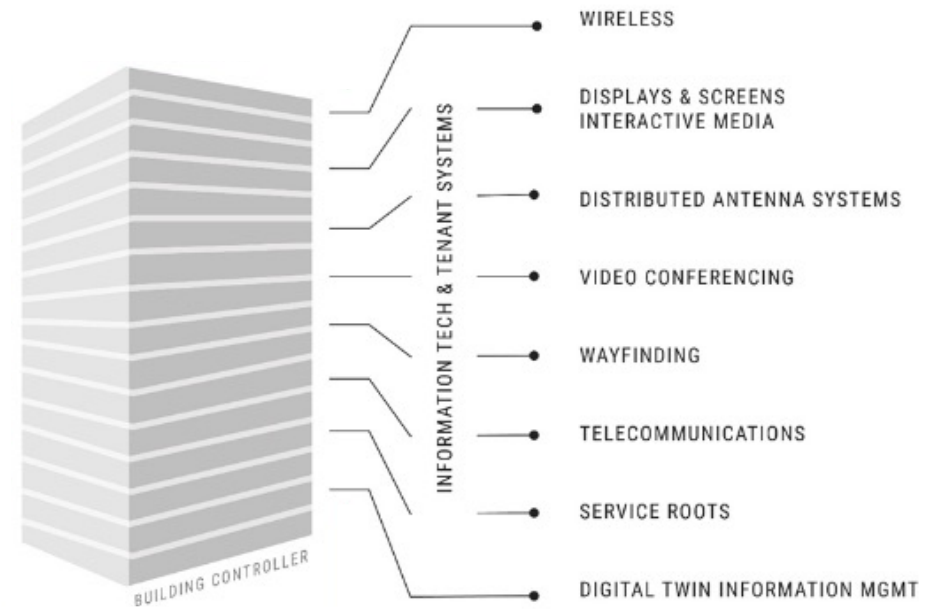 WIRELESS
DISPLAYS & SCREENS
INTERACTIVE MEDIA
DISTRIBUTED ANTENNA SYSTEMS
VIDEO CONFERENCING
WAYFINDING
TELECOMMUNICATIONS
SERVICE ROOTS
DIGITAL TWIN INFORMATION MGMT
INFORMATION TECH & TENANT SYSTEMS
BUILDING CONTROLLER